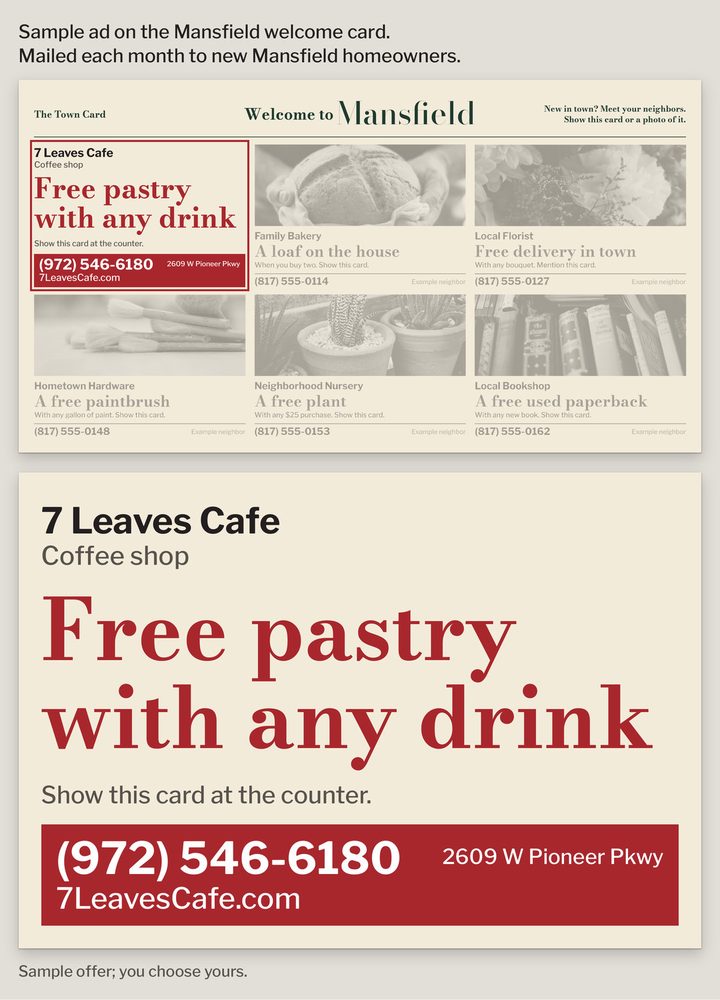 Sample ad on the Mansfield welcome card.
Mailed each month to new Mansfield homeowners.
The Town Card
Welcome to Mansfield
New in town? Meet your neighbors.
Show this card or a photo of it.
7 Leaves Cafe
Coffee shop
Free pastry
with any drink
Show this card at the counter.
(972) 546-6180
2609 W Pioneer Pkwy
7LeavesCafe.com
Family Bakery
A loaf on the house
When you buy two. Show this card.
(817) 555-0114
Example neighbor
Local Florist
Free delivery in town
With any bouquet. Mention this card.
(817) 555-0127
Example neighbor
Hometown Hardware
A free paintbrush
With any gallon of paint. Show this card.
(817) 555-0148
Example neighbor
Neighborhood Nursery
A free plant
With any $25 purchase. Show this card.
(817) 555-0153
Example neighbor
Local Bookshop
A free used paperback
With any new book. Show this card.
(817) 555-0162
Example neighbor
7 Leaves Cafe
Coffee shop
Free pastry
with any drink
Show this card at the counter.
(972) 546-6180
2609 W Pioneer Pkwy
7LeavesCafe.com
Sample offer; you choose yours.